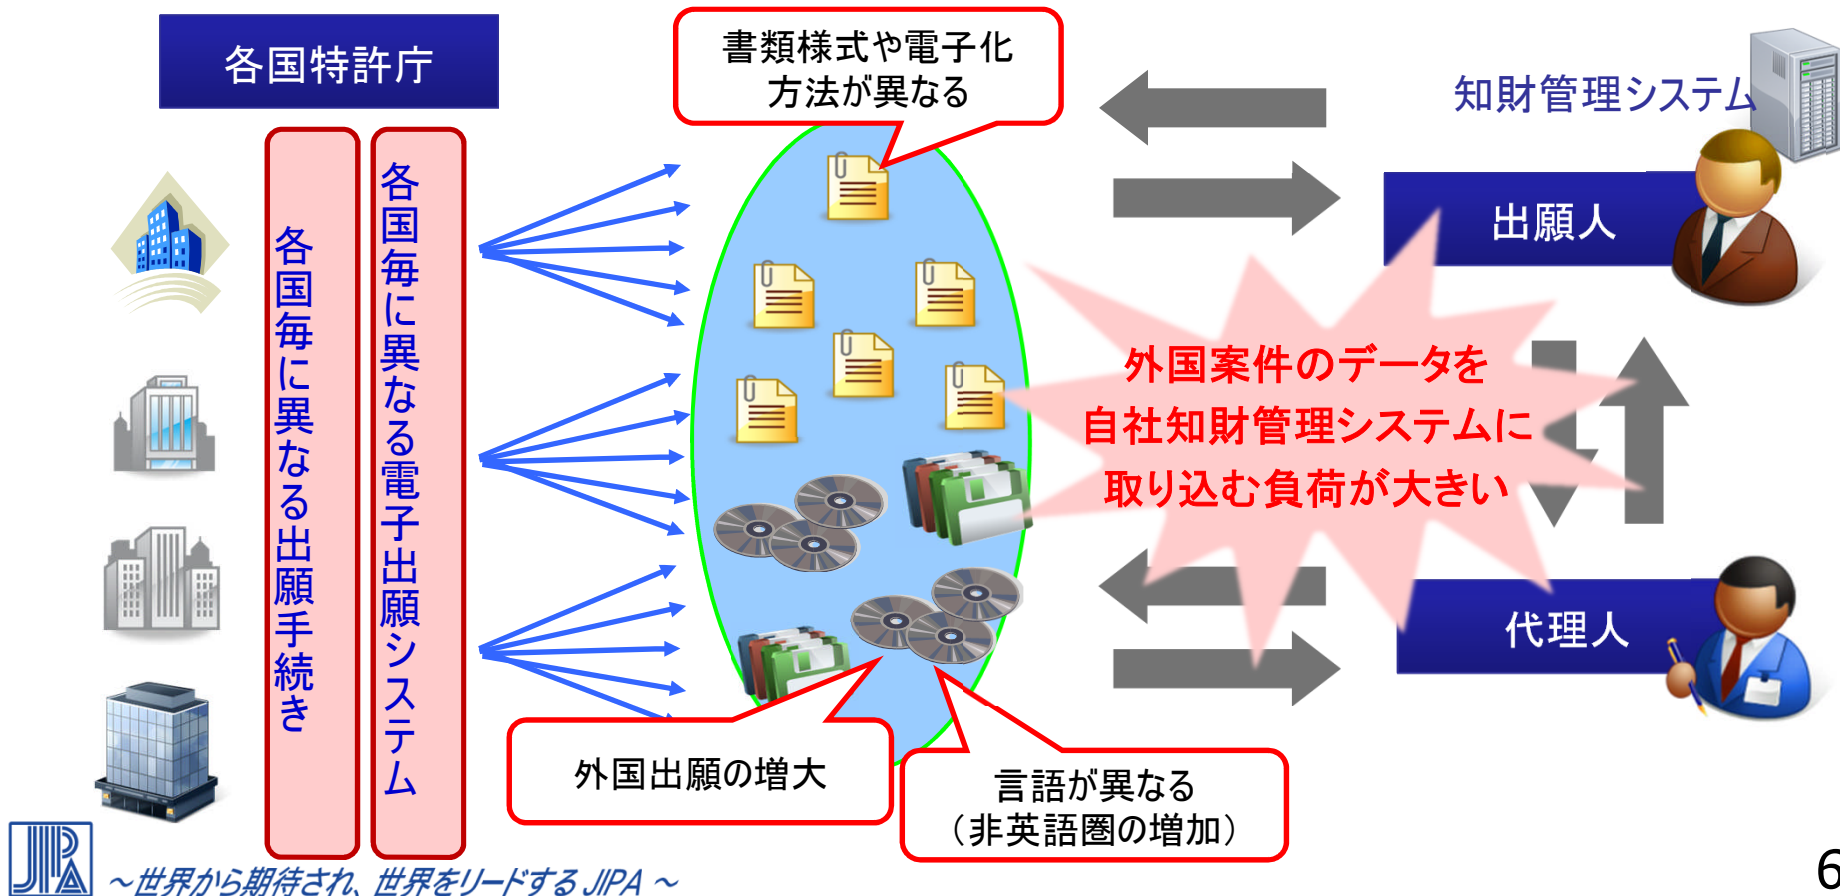 各国特許庁
書類様式や電子化
方法が異なる
知財管理システム
出願人
各国毎に異なる出願手続き
各国毎に異なる電子出願システム
外国案件のデータを
自社知財管理システムに
取り込む負荷が大きい
代理人
外国出願の増大
言語が異なる
（非英語圏の増加）
JIPA
～世界から期待され、世界をリードするJIPA～
6